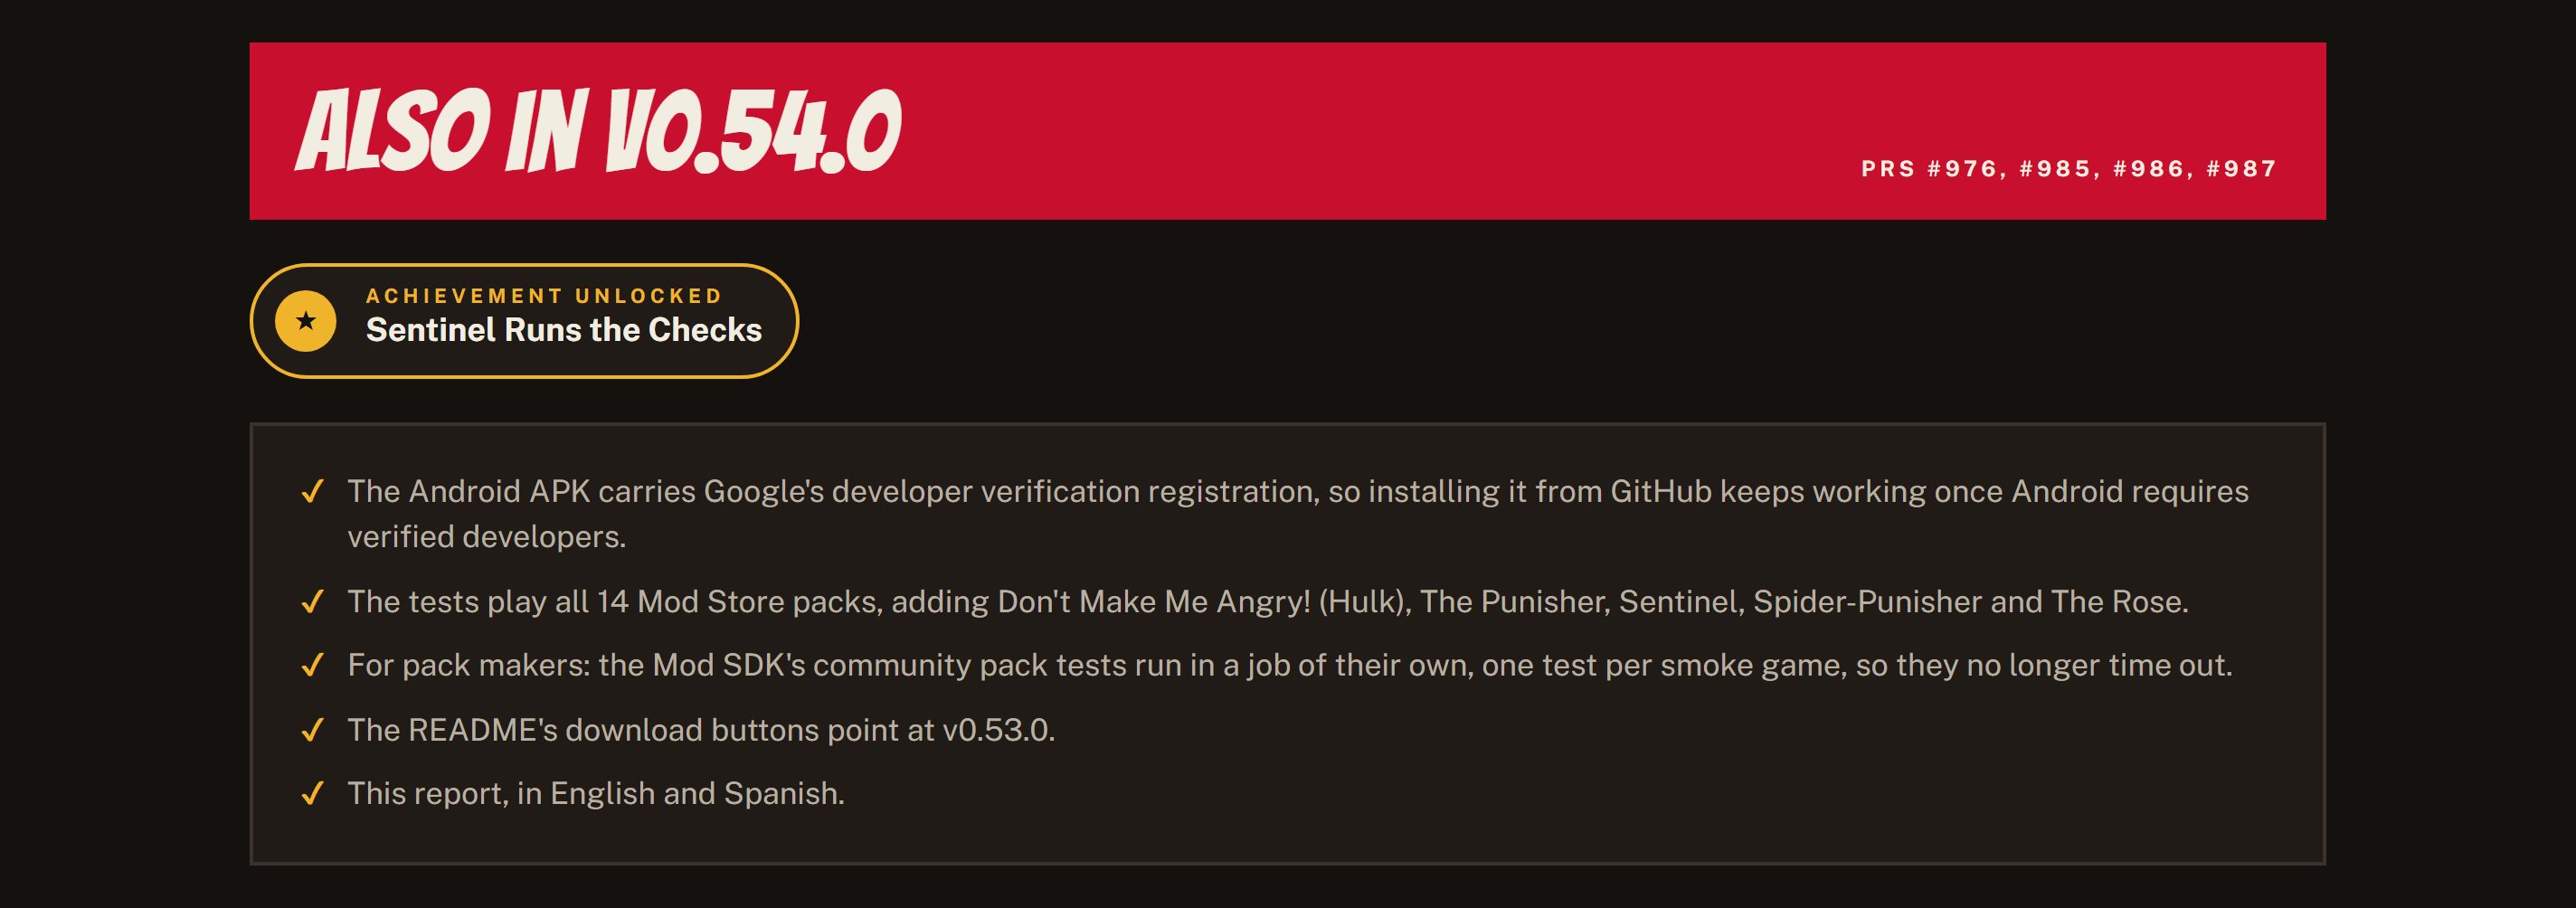 ALSO IN V0.54.0
PRS #976, #985, #986, #987
ACHIEVEMENT UNLOCKED
Sentinel Runs the Checks
The Android APK carries Google's developer verification registration, so installing it from GitHub keeps working once Android requires
verified developers.
The tests play all 14 Mod Store packs, adding Don't Make Me Angry! (Hulk), The Punisher, Sentinel, Spider-Punisher and The Rose.
For pack makers: the Mod SDK's community pack tests run in a job of their own, one test per smoke game, so they no longer time out.
The README's download buttons point at v0.53.0.
This report, in English and Spanish.